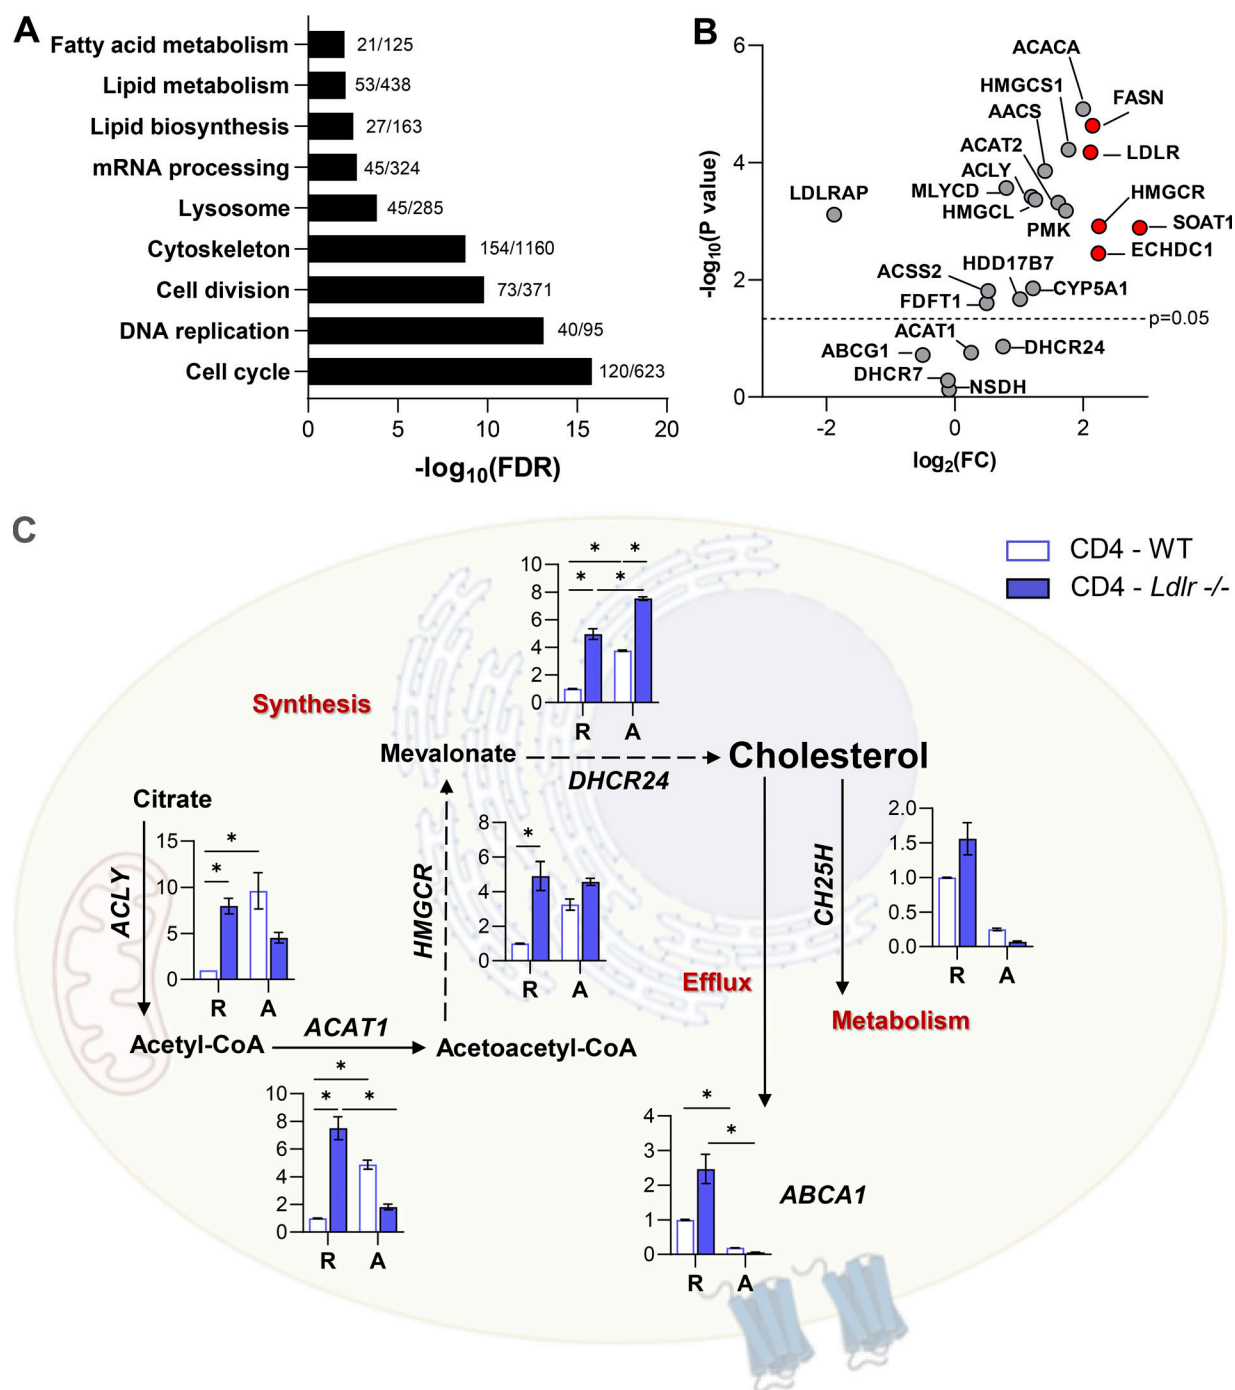 A
Fatty acid metabolism 21/125
Lipid metabolism 53/438
Lipid biosynthesis 27/163
mRNA processing 45/324
Lysosome 45/285
Cytoskeleton 154/1160
Cell division 73/371
DNA replication 40/95
Cell cycle 120/623
0 5 10 15 20
-log10(FDR)
B
6
4
2
0
-log10(P value)
ACACA
HMGCS1
FASN
AACS
LDLR
ACAT2
ACLY
MLYCD
HMGCR
LDLRAP
HMGCL
SOAT1
PMK
ECHDC1
HDD17B7
ACSS2
CYP5A1
FDFT1
p=0.05
ACAT1
DHCR24
ABCG1
DHCR7
NSDH
-2 0 2
log2(FC)
C
CD4 - WT
CD4 - Ldlr -/-
* *
* *
10
8
6
4
2
0
R A
Synthesis
Mevalonate
DHCR24
Cholesterol
Citrate
ACLY
*
*
15
10
5
0
R A
HMGCR
*
8
6
4
2
0
R A
CH25H
2.0
1.5
1.0
0.5
0.0
R A
Efflux
Metabolism
Acetyl-CoA
ACAT1
Acetoacetyl-CoA
*
* *
10
8
6
4
2
0
R A
*
*
4
3
2
1
0
R A
ABCA1